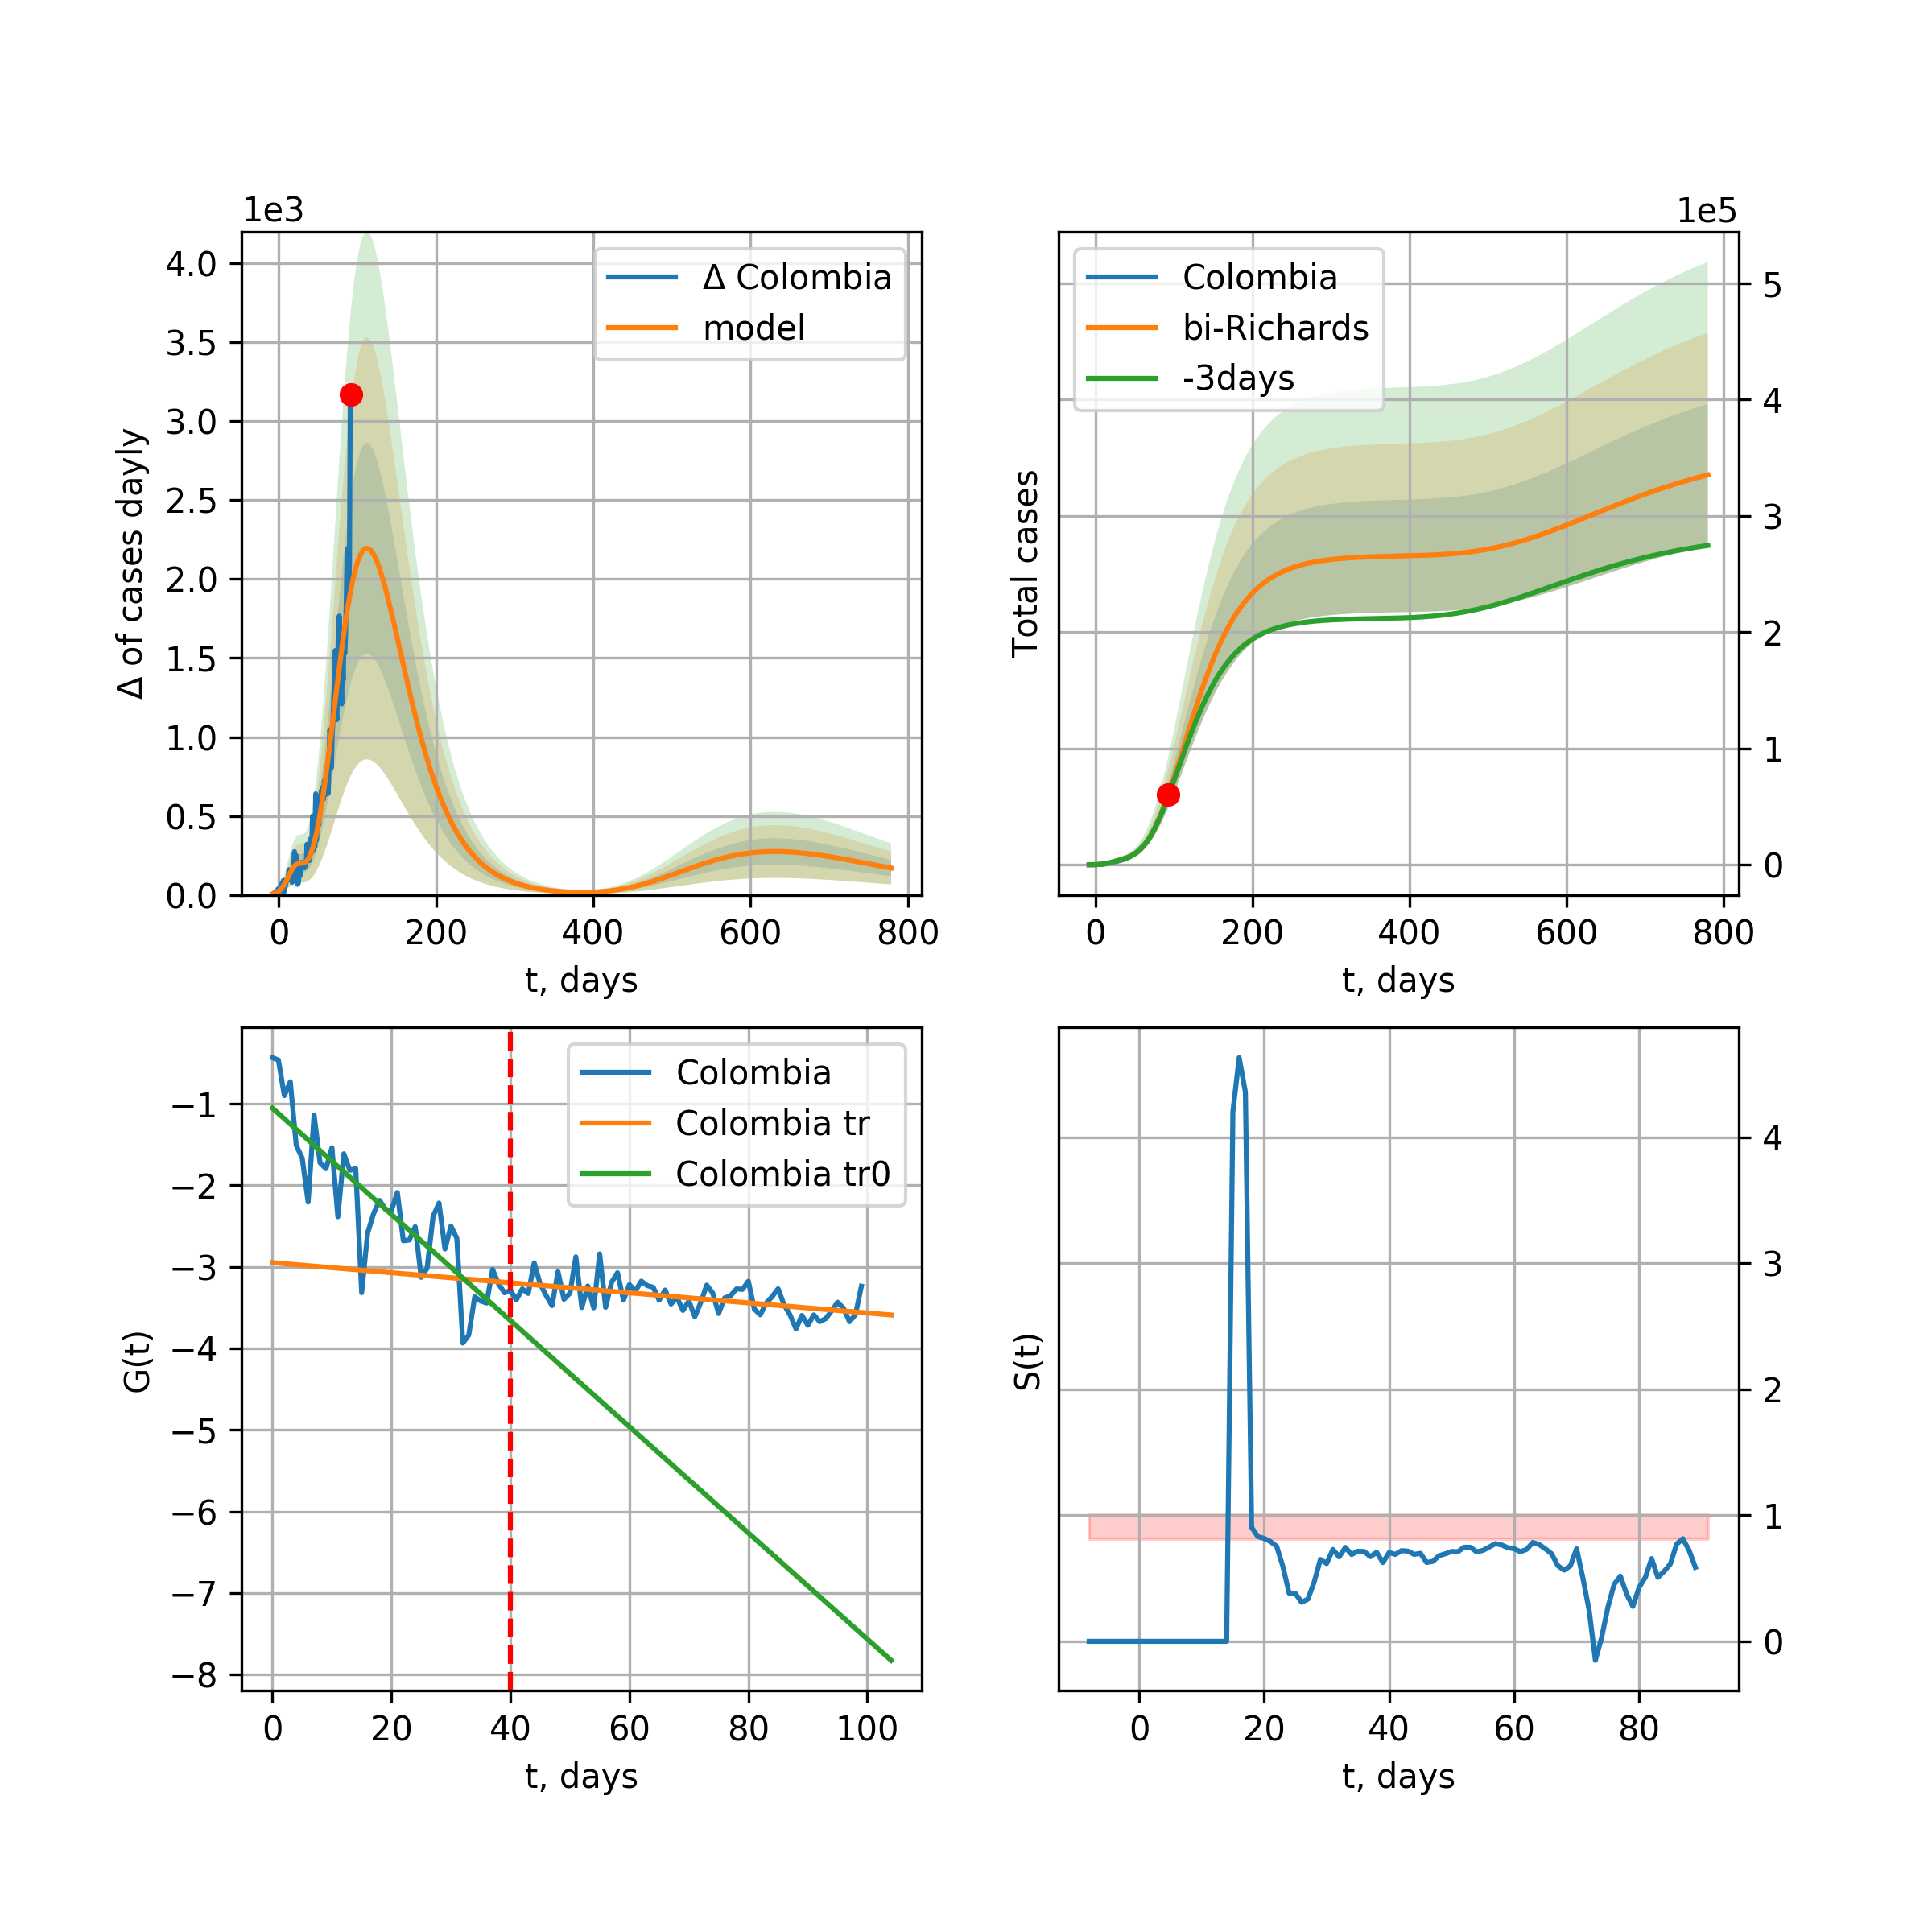 1e3
4.0
3.5
3.0
2.5
2.0
1.5
1.0
0.5
0.0
Δ of cases dayly
Δ Colombia
model
0 200 400 600 800
t, days
1e5
Colombia
bi-Richards
-3days
Total cases
5
4
3
2
1
0
0 200 400 600 800
t, days
−1
−2
−3
−4
−5
−6
−7
−8
G(t)
Colombia
Colombia tr
Colombia tr0
0 20 40 60 80 100
t, days
S(t)
4
3
2
1
0
0 20 40 60 80
t, days